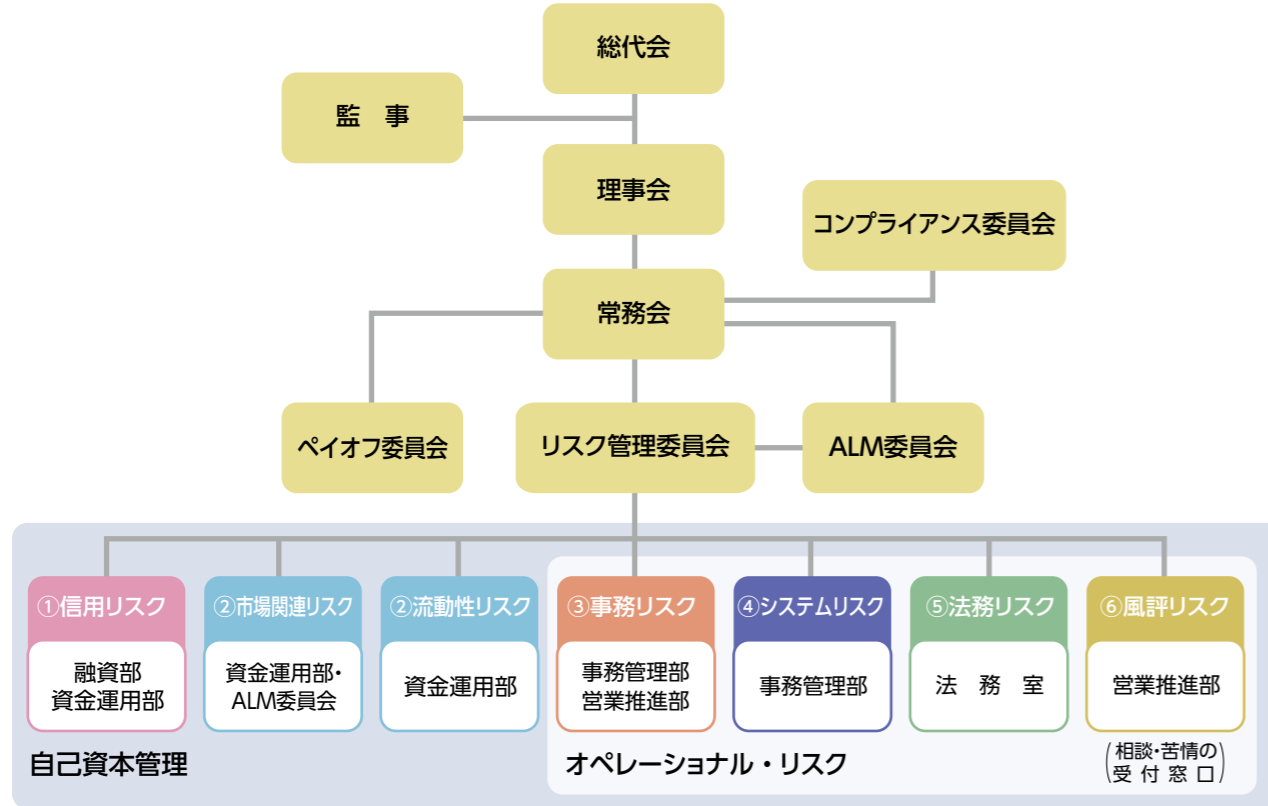 総代会
監　事
理事会
コンプライアンス委員会
常務会
ペイオフ委員会
リスク管理委員会
ALM委員会
①信用リスク
融資部
資金運用部
②市場関連リスク
資金運用部・
ALM委員会
②流動性リスク
資金運用部
③事務リスク
事務管理部
営業推進部
④システムリスク
事務管理部
⑤法務リスク
法　務　室
⑥風評リスク
営業推進部
自己資本管理
オペレーショナル・リスク
(相談・苦情の
受付窓口)